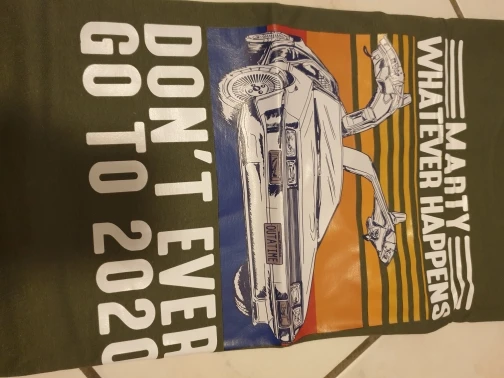 MARTY
WHATEVER HAPPENS
OUTATIME
DON'T EVER
GO TO 2020